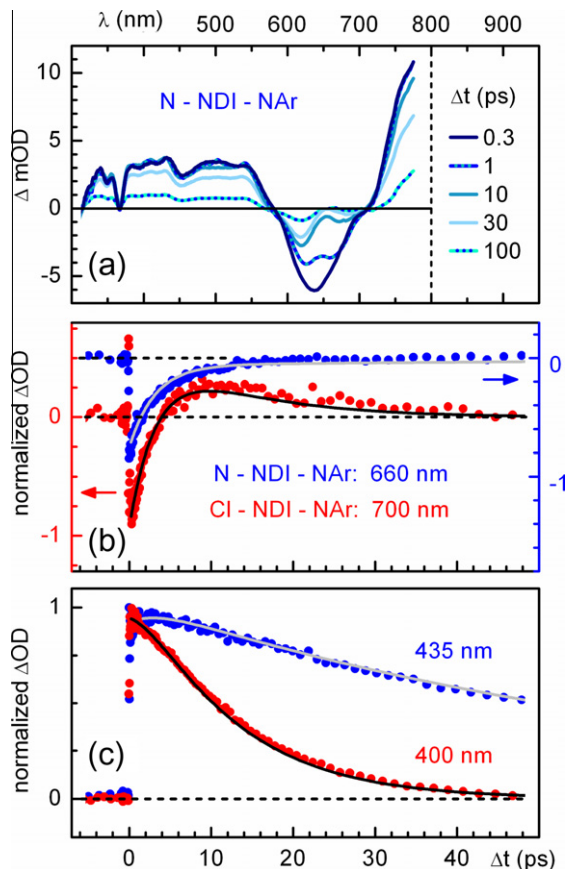 λ (nm)
400 500 600 700 800 900
N - NDI - NAr
Δt (ps)
0.3
1
10
30
100
Δ mOD
10
5
0
-5
(a)
normalized ΔOD
0
-1
0
-1
N - NDI - NAr: 660 nm
Cl - NDI - NAr: 700 nm
(b)
normalized ΔOD
1
0
435 nm
400 nm
(c)
0 10 20 30 40 Δt (ps)